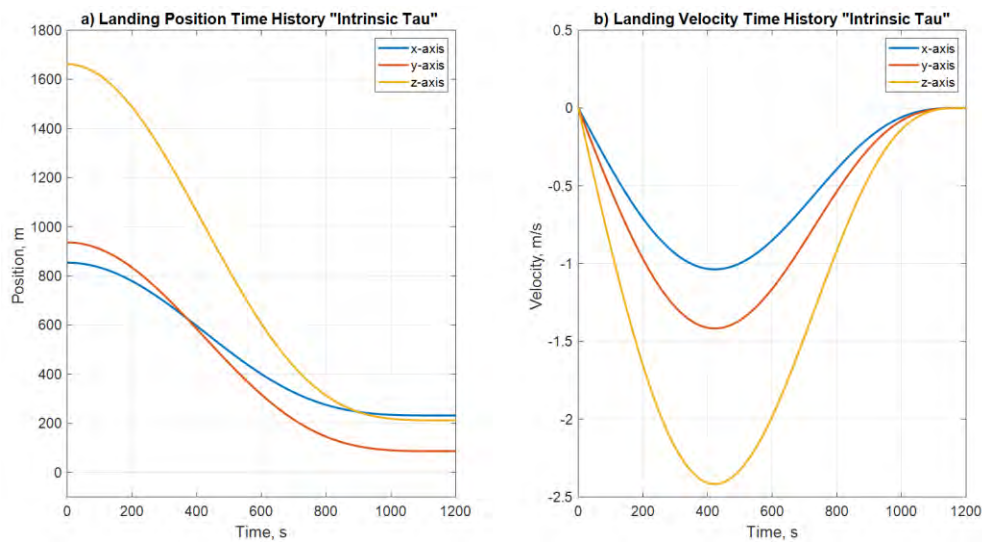 a) Landing Position Time History "Intrinsic Tau"
1800
1600
1400
1200
1000
800
600
400
200
0
Position, m
x-axis
y-axis
z-axis
0 200 400 600 800 1000 1200
Time, s
b) Landing Velocity Time History "Intrinsic Tau"
0.5
0
-0.5
-1
-1.5
-2
-2.5
Velocity, m/s
x-axis
y-axis
z-axis
0 200 400 600 800 1000 1200
Time, s